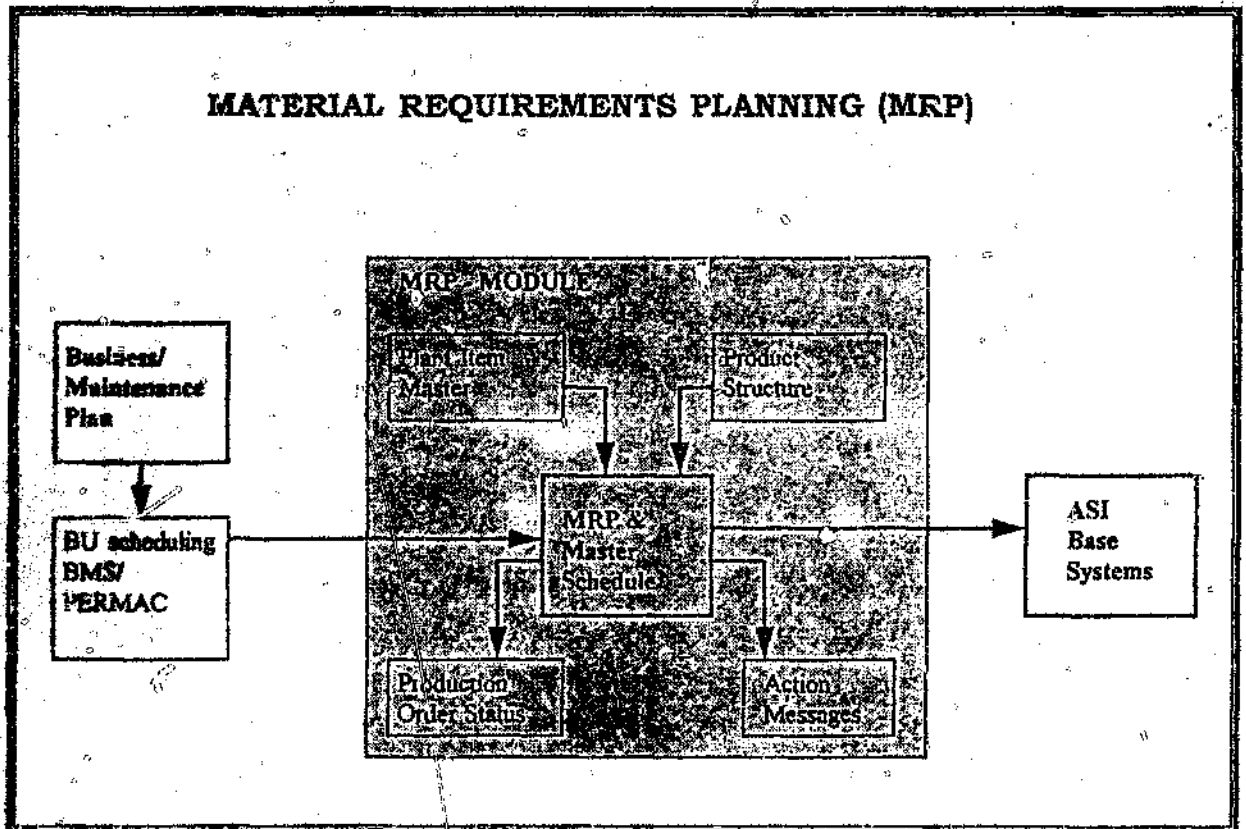 MATERIAL REQUIREMENTS PLANNING (MRP)
MRP MODULE
Business/
Maintenance
Plan
Plant Item
Master
Product
Structure
BU scheduling
BMS/
PERMAC
MRP &
Master
Schedule
ASI
Base
Systems
Production
Order Status
Action
Messages